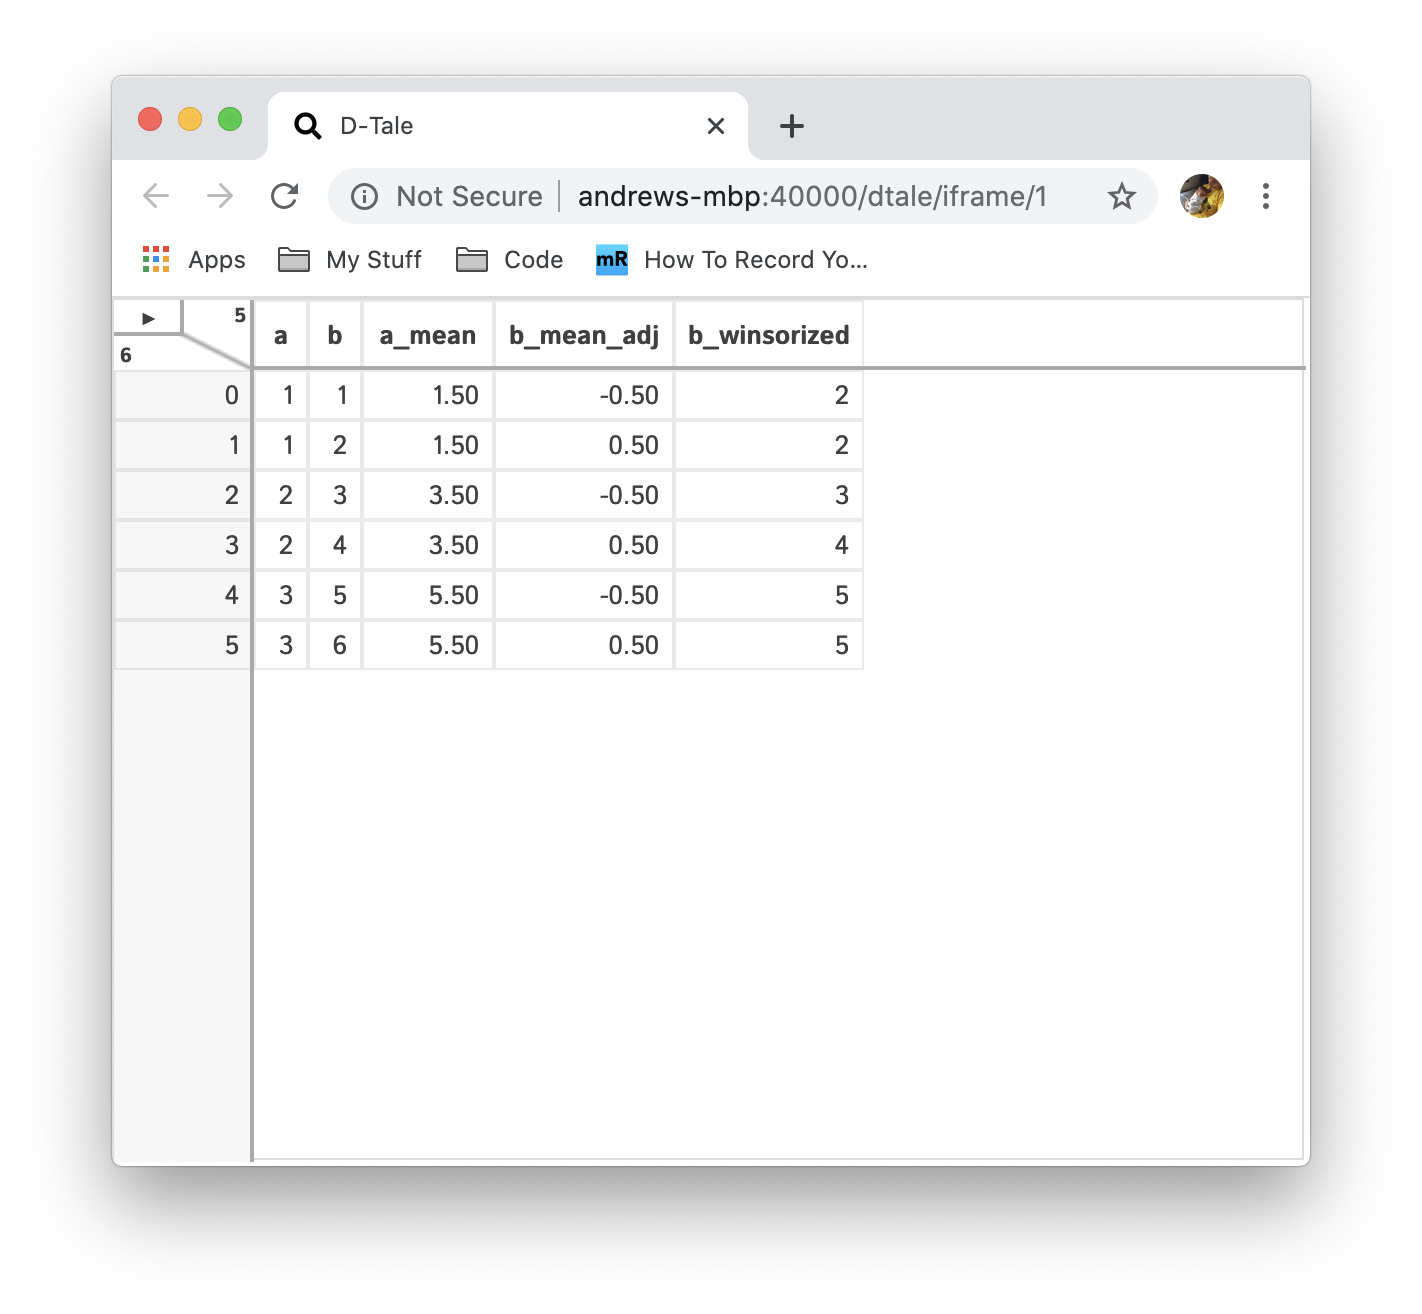 D-Tale
Not Secure andrews-mbp:40000/dtale/iframe/1
Apps My Stuff Code mR How To Record Yo...
5
6
a b a_mean b_mean_adj b_winsorized
0 1 1 1.50 -0.50 2
1 1 2 1.50 0.50 2
2 2 3 3.50 -0.50 3
3 2 4 3.50 0.50 4
4 3 5 5.50 -0.50 5
5 3 6 5.50 0.50 5